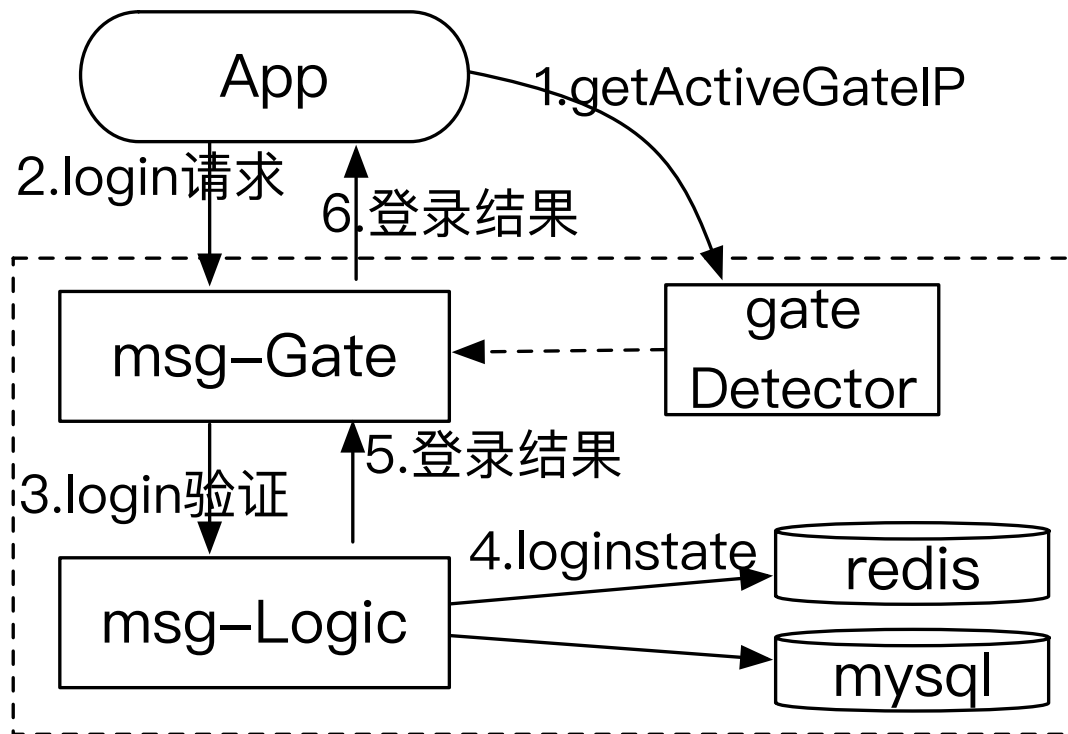 App
1.getActiveGateIP
2.login请求
6.登录结果
msg-Gate
gate
Detector
5.登录结果
3.login验证
4.loginstate
redis
msg-Logic
mysql